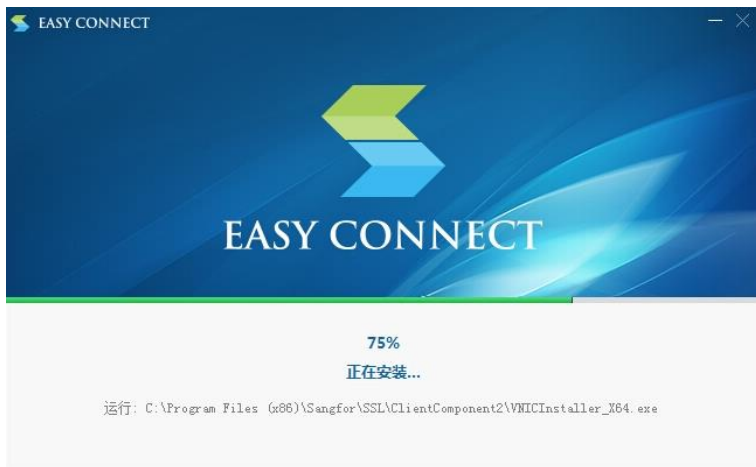 EASY CONNECT
EASY CONNECT
75%
正在安装...
运行: C:\Program Files (x86)\Sangfor\SSL\ClientComponent2\VNICInstaller_X64.exe